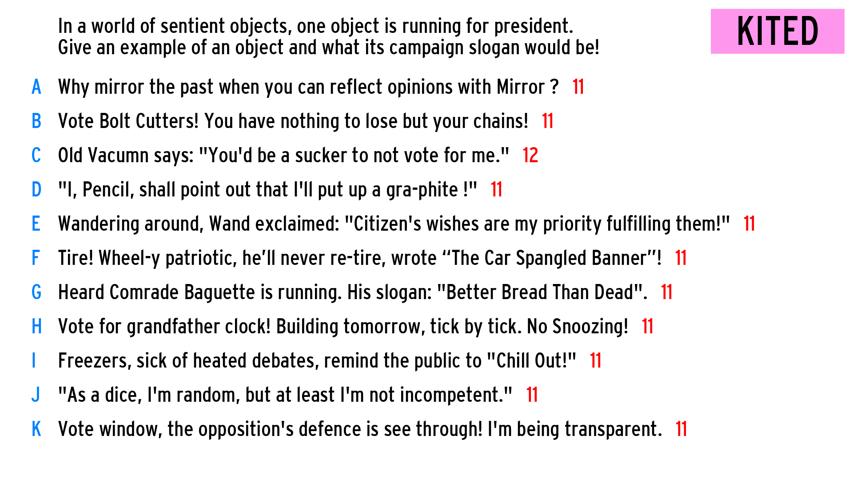 In a world of sentient objects, one object is running for president.
Give an example of an object and what its campaign slogan would be!
KITED
A Why mirror the past when you can reflect opinions with Mirror ? 11
B Vote Bolt Cutters! You have nothing to lose but your chains! 11
C Old Vacumn says: "You'd be a sucker to not vote for me." 12
D "I, Pencil, shall point out that I'll put up a gra-phite !" 11
E Wandering around, Wand exclaimed: "Citizen's wishes are my priority fulfilling them!" 11
F Tire! Wheel-y patriotic, he’ll never re-tire, wrote “The Car Spangled Banner”! 11
G Heard Comrade Baguette is running. His slogan: "Better Bread Than Dead". 11
H Vote for grandfather clock! Building tomorrow, tick by tick. No Snoozing! 11
I Freezers, sick of heated debates, remind the public to "Chill Out!" 11
J "As a dice, I'm random, but at least I'm not incompetent." 11
K Vote window, the opposition's defence is see through! I'm being transparent. 11